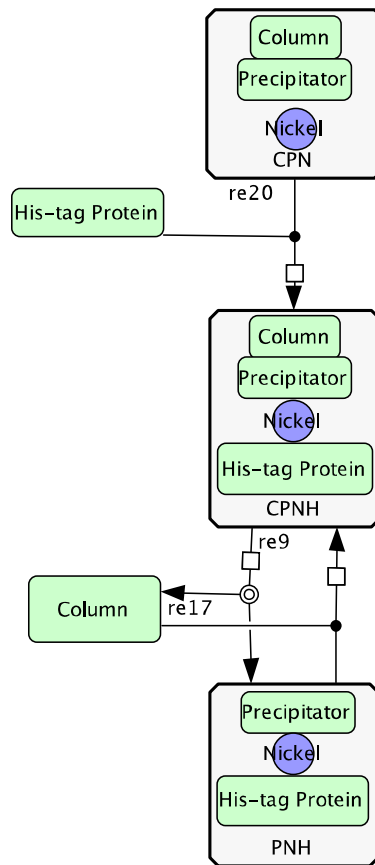 Column
Precipitator
Nickel
CPN
re20
His-tag Protein
Column
Precipitator
Nickel
His-tag Protein
CPNH
re9
Column
re17
Precipitator
Nickel
His-tag Protein
PNH